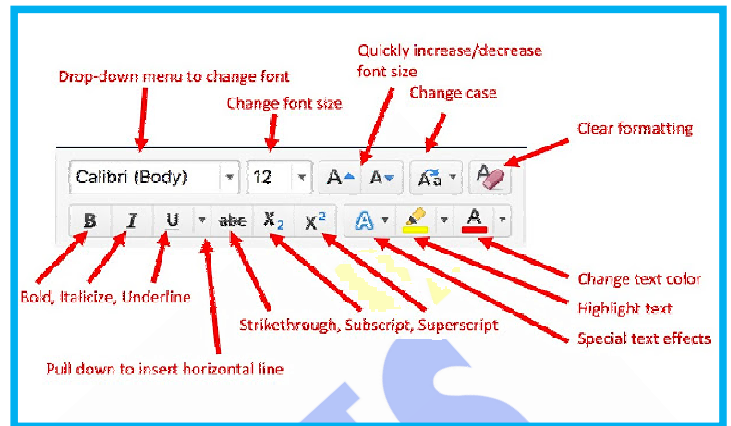 Quickly increase/decrease
font size
Drop-down menu to change font
Change font size
Change case
Clear formatting
Calibri (Body) 12 A A Aa A
B I U abc X2 X2 A A
Change text color
Bold, Italicize, Underline
Highlight text
Strikethrough, Subscript, Superscript
Special text effects
Pull down to insert horizontal line